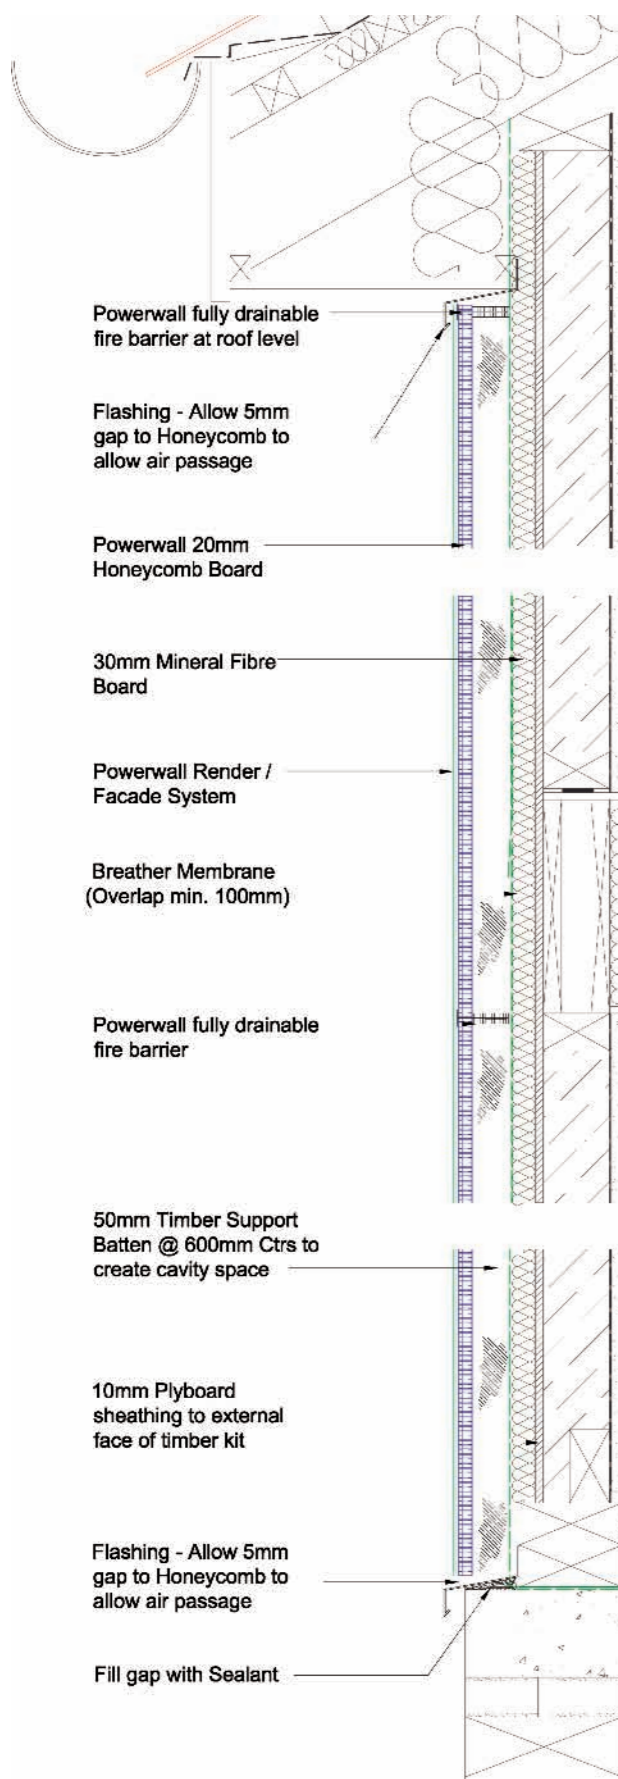 Powerwall fully drainable
fire barrier at roof level
Flashing - Allow 5mm
gap to Honeycomb to
allow air passage
Powerwall 20mm
Honeycomb Board
30mm Mineral Fibre
Board
Powerwall Render /
Facade System
Breather Membrane
(Overlap min. 100mm)
Powerwall fully drainable
fire barrier
50mm Timber Support
Batten @ 600mm Ctrs to
create cavity space
10mm Plyboard
sheathing to external
face of timber kit
Flashing - Allow 5mm
gap to Honeycomb to
allow air passage
Fill gap with Sealant